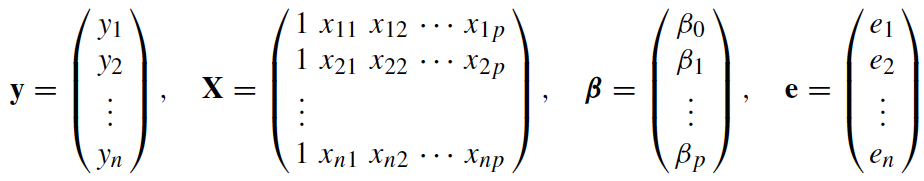 y = (y1 y2 ⋮ yn), X = (1 x11 x12 ⋯ x1p
1 x21 x22 ⋯ x2p
⋮
1 xn1 xn2 ⋯ xnp), β = (β0 β1 ⋮ βp), e = (e1 e2 ⋮ en)